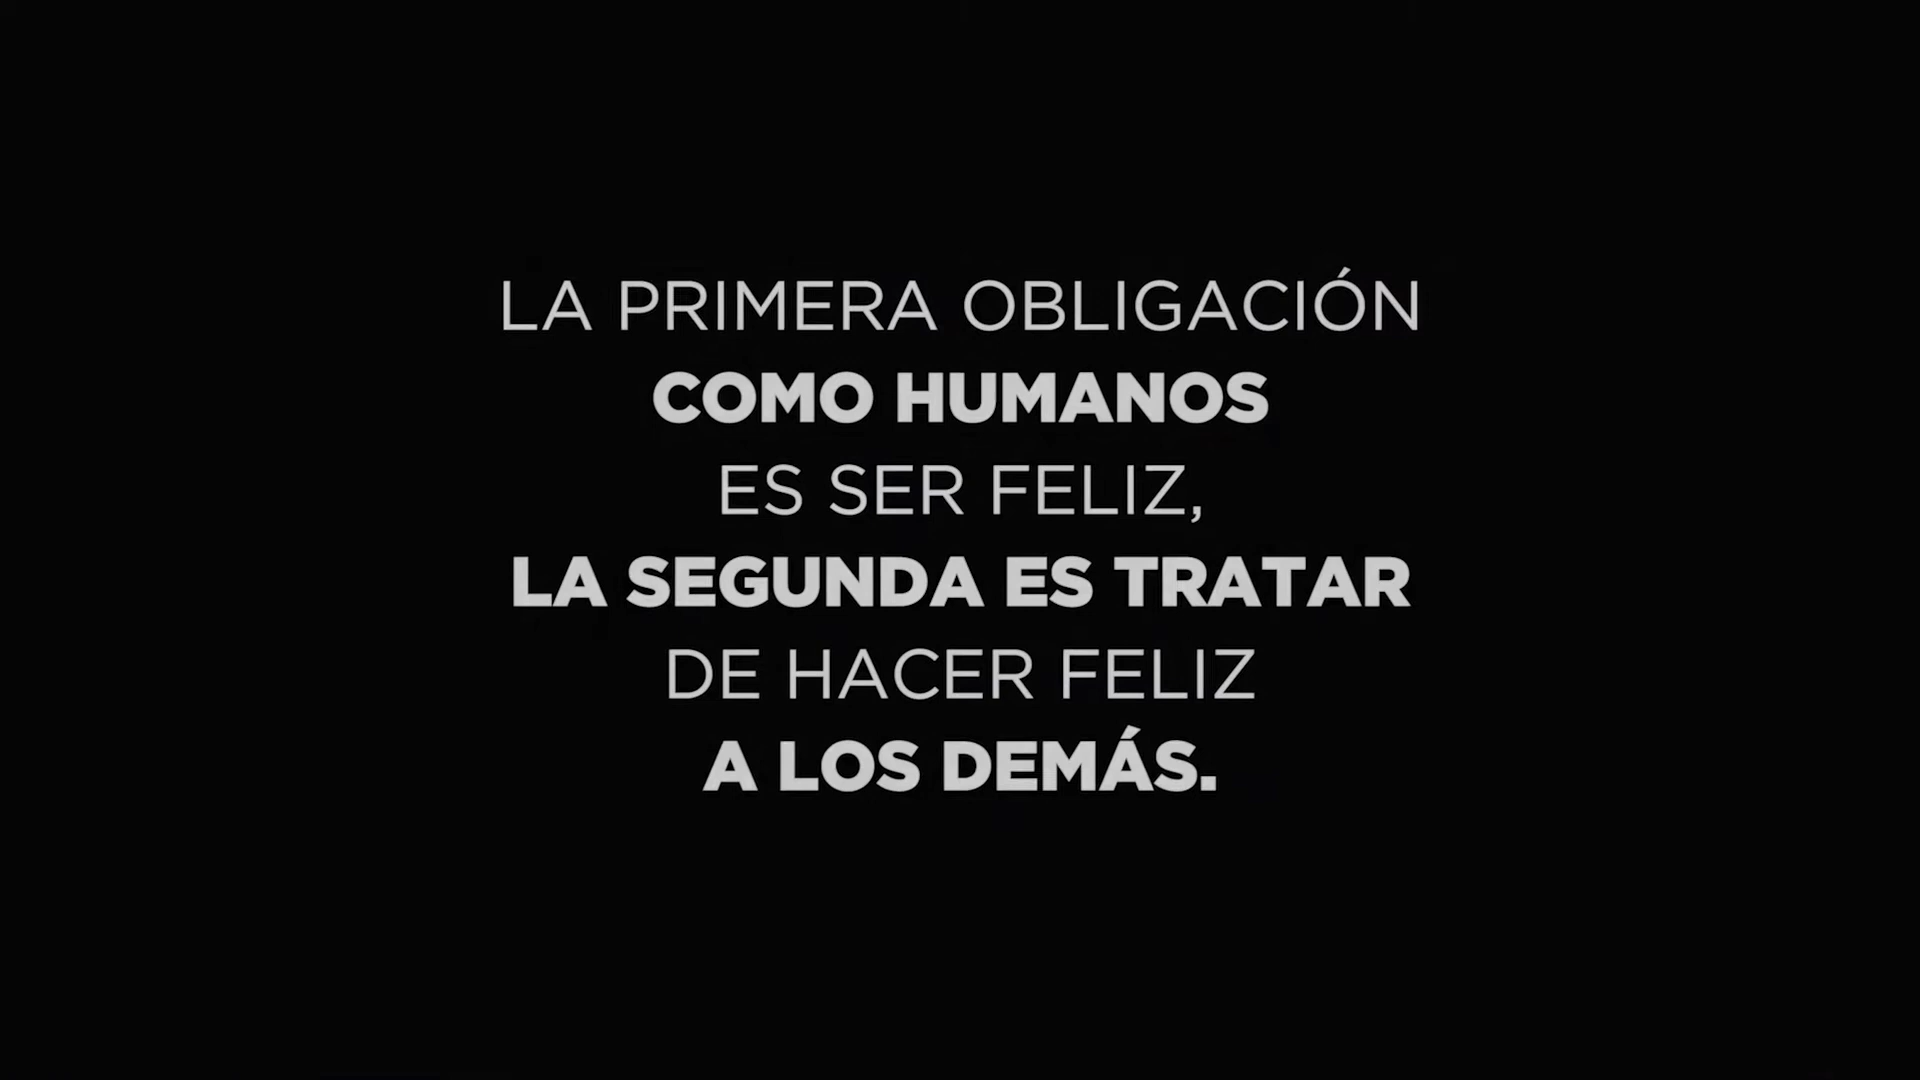 LA PRIMERA OBLIGACIÓN
COMO HUMANOS
ES SER FELIZ,
LA SEGUNDA ES TRATAR
DE HACER FELIZ
A LOS DEMÁS.